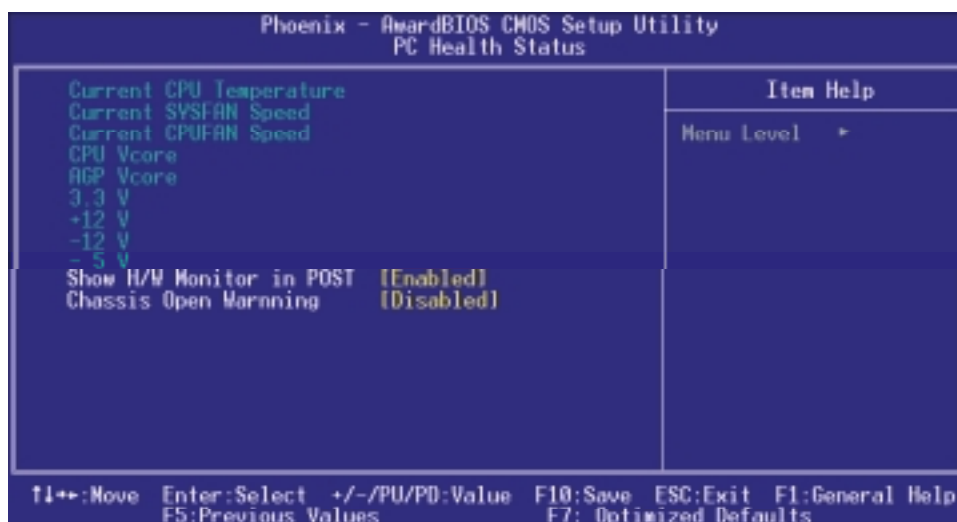 Phoenix - AwardBIOS CMOS Setup Utility
PC Health Status
Current CPU Temperature
Current SYSFAN Speed
Current CPUFAN Speed
CPU Vcore
AGP Vcore
3.3 V
+12 V
-12 V
- 5 V
Show H/W Monitor in POST [Enabled]
Chassis Open Warnning [Disabled]
Item Help
Menu Level ►
↑↓→←:Move Enter:Select +/-/PU/PD:Value F10:Save ESC:Exit F1:General Help
F5:Previous Values F7: Optimized Defaults